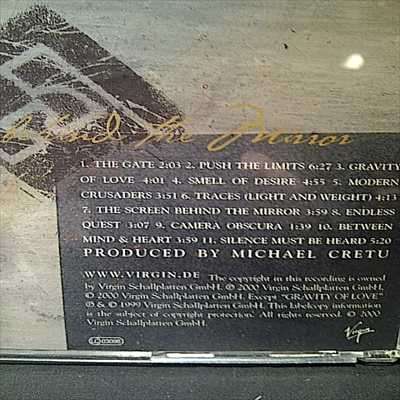 behind the Mirror
1. THE GATE 2:03 2. PUSH THE LIMITS 6:27 3. GRAVITY
OF LOVE 4:01 4. SMELL OF DESIRE 4:55 5. MODERN
CRUSADERS 3:51 6. TRACES (LIGHT AND WEIGHT) 4:13
7. THE SCREEN BEHIND THE MIRROR 3:59 8. ENDLESS
QUEST 3:07 9. CAMERA OBSCURA 1:39 10. BETWEEN
MIND & HEART 3:59 11. SILENCE MUST BE HEARD 5:20
PRODUCED BY MICHAEL CRETU
WWW.VIRGIN.DE The copyright in this recording is owned
by Virgin Schallplatten GmbH. ℗ 2000 Virgin Schallplatten GmbH.
© 2000 Virgin Schallplatten GmbH. Except "GRAVITY OF LOVE"
℗ & © 1999 Virgin Schallplatten GmbH. This labelcopy information
is the subject of copyright protection. All rights reserved. © 2000
Virgin Schallplatten GmbH.
Virgin
LC 03098